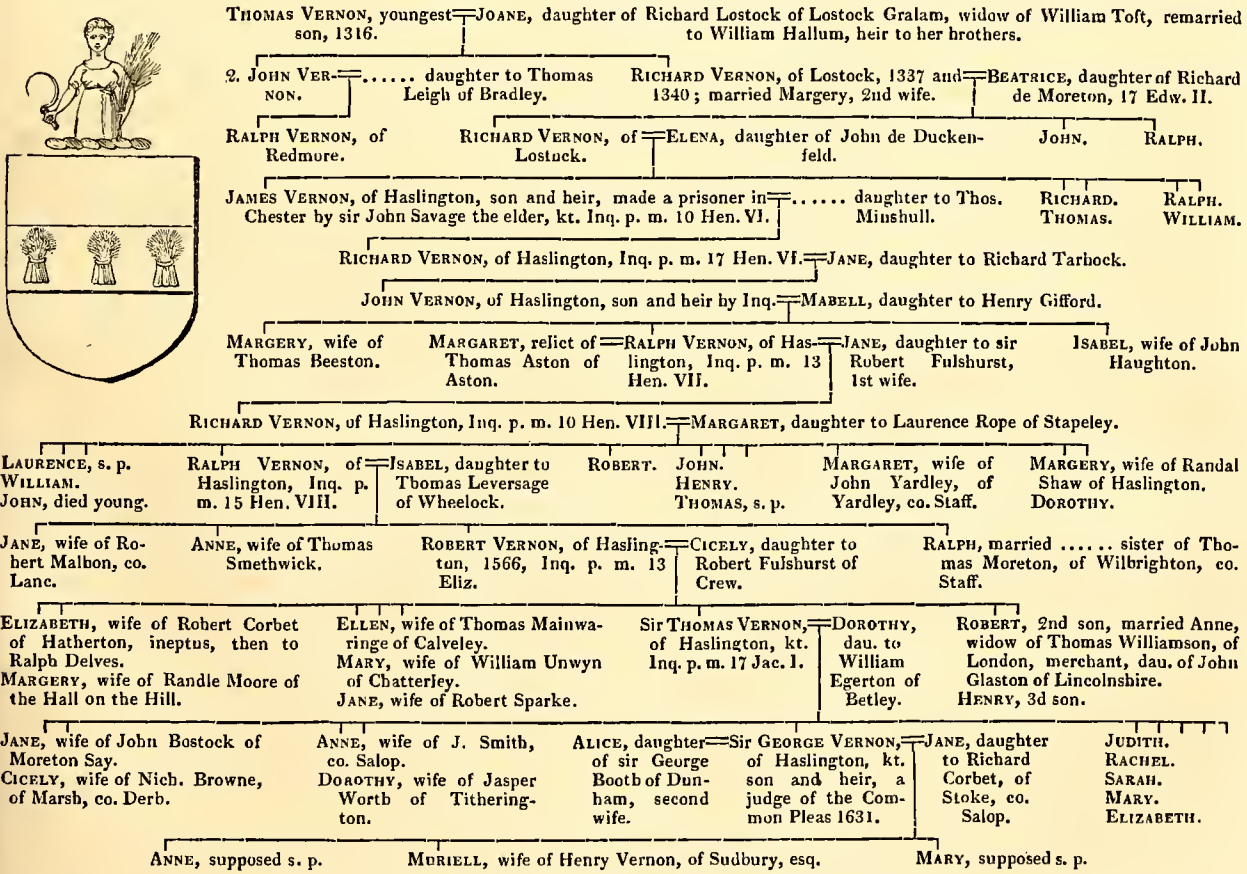 THOMAS VERNON, youngest JOANE, daughter of Richard Lostock of Lostock Gralam, widow of William Toft, remarried
son, 1316. to William Hallum, heir to her brothers.
2. JOHN VER- ...... daughter to Thomas
NON. Leigh of Bradley.
RICHARD VERNON, of Lostock, 1337 and BEATRICE, daughter of Richard
1340; married Margery, 2nd wife. de Moreton, 17 Edw. II.
RALPH VERNON, of
Redmore.
RICHARD VERNON, of ELENA, daughter of John de Ducken-
Lostock. feld.
JOHN. RALPH.
JAMES VERNON, of Haslington, son and heir, made a prisoner in ...... daughter to Thos.
Chester by sir John Savage the elder, kt. Inq. p. m. 10 Hen. VI. Minshull.
RICHARD. RALPH.
THOMAS. WILLIAM.
RICHARD VERNON, of Haslington, Inq. p. m. 17 Hen. VI. JANE, daughter to Richard Tarbock.
JOHN VERNON, of Haslington, son and heir by Inq. MABELL, daughter to Henry Gifford.
MARGERY, wife of
Thomas Beeston.
MARGARET, relict of
Thomas Aston of
Aston.
RALPH VERNON, of Has-
lington, Inq. p. m. 13
Hen. VII.
JANE, daughter to sir
Robert Fulshurst,
1st wife.
ISABEL, wife of John
Haughton.
RICHARD VERNON, of Haslington, Inq. p. m. 10 Hen. VIII. MARGARET, daughter to Laurence Rope of Stapeley.
LAURENCE, s. p.
WILLIAM.
JOHN, died young.
RALPH VERNON, of
Haslington, Inq. p.
m. 15 Hen. VIII.
ISABEL, daughter to
Thomas Leversage
of Wheelock.
ROBERT.
JOHN.
HENRY.
THOMAS, s. p.
MARGARET, wife of
John Yardley, of
Yardley, co. Staff.
MARGERY, wife of Randal
Shaw of Haslington.
DOROTHY.
JANE, wife of Ro-
bert Malbon, co.
Lanc.
ANNE, wife of Thomas
Smethwick.
ROBERT VERNON, of Hasling-
ton, 1566, Inq. p. m. 13
Eliz.
CICELY, daughter to
Robert Fulshurst of
Crew.
RALPH, married ...... sister of Tho-
mas Moreton, of Wilbrighton, co.
Staff.
ELIZABETH, wife of Robert Corbet
of Hatherton, ineptus, then to
Ralph Delves.
MARGERY, wife of Randle Moore of
the Hall on the Hill.
ELLEN, wife of Thomas Mainwa-
ringe of Calveley.
MARY, wife of William Unwyn
of Chatterley.
JANE, wife of Robert Sparke.
Sir THOMAS VERNON,
of Haslington, kt.
Inq. p. m. 17 Jac. I.
DOROTHY,
dau. to
William
Egerton of
Betley.
ROBERT, 2nd son, married Anne,
widow of Thomas Williamson, of
London, merchant, dau. of John
Glaston of Lincolnshire.
HENRY, 3d son.
JANE, wife of John Bostock of
Moreton Say.
CICELY, wife of Nich. Browne,
of Marsh, co. Derb.
ANNE, wife of J. Smith,
co. Salop.
DOROTHY, wife of Jasper
Worth of Tithering-
ton.
ALICE, daughter
of sir George
Booth of Dun-
ham, second
wife.
Sir GEORGE VERNON,
of Haslington, kt.
son and heir, a
judge of the Com-
mon Pleas 1631.
JANE, daughter
to Richard
Corbet, of
Stoke, co.
Salop.
JUDITH.
RACHEL.
SARAH.
MARY.
ELIZABETH.
ANNE, supposed s. p. MURIELL, wife of Henry Vernon, of Sudbury, esq. MARY, supposed s. p.